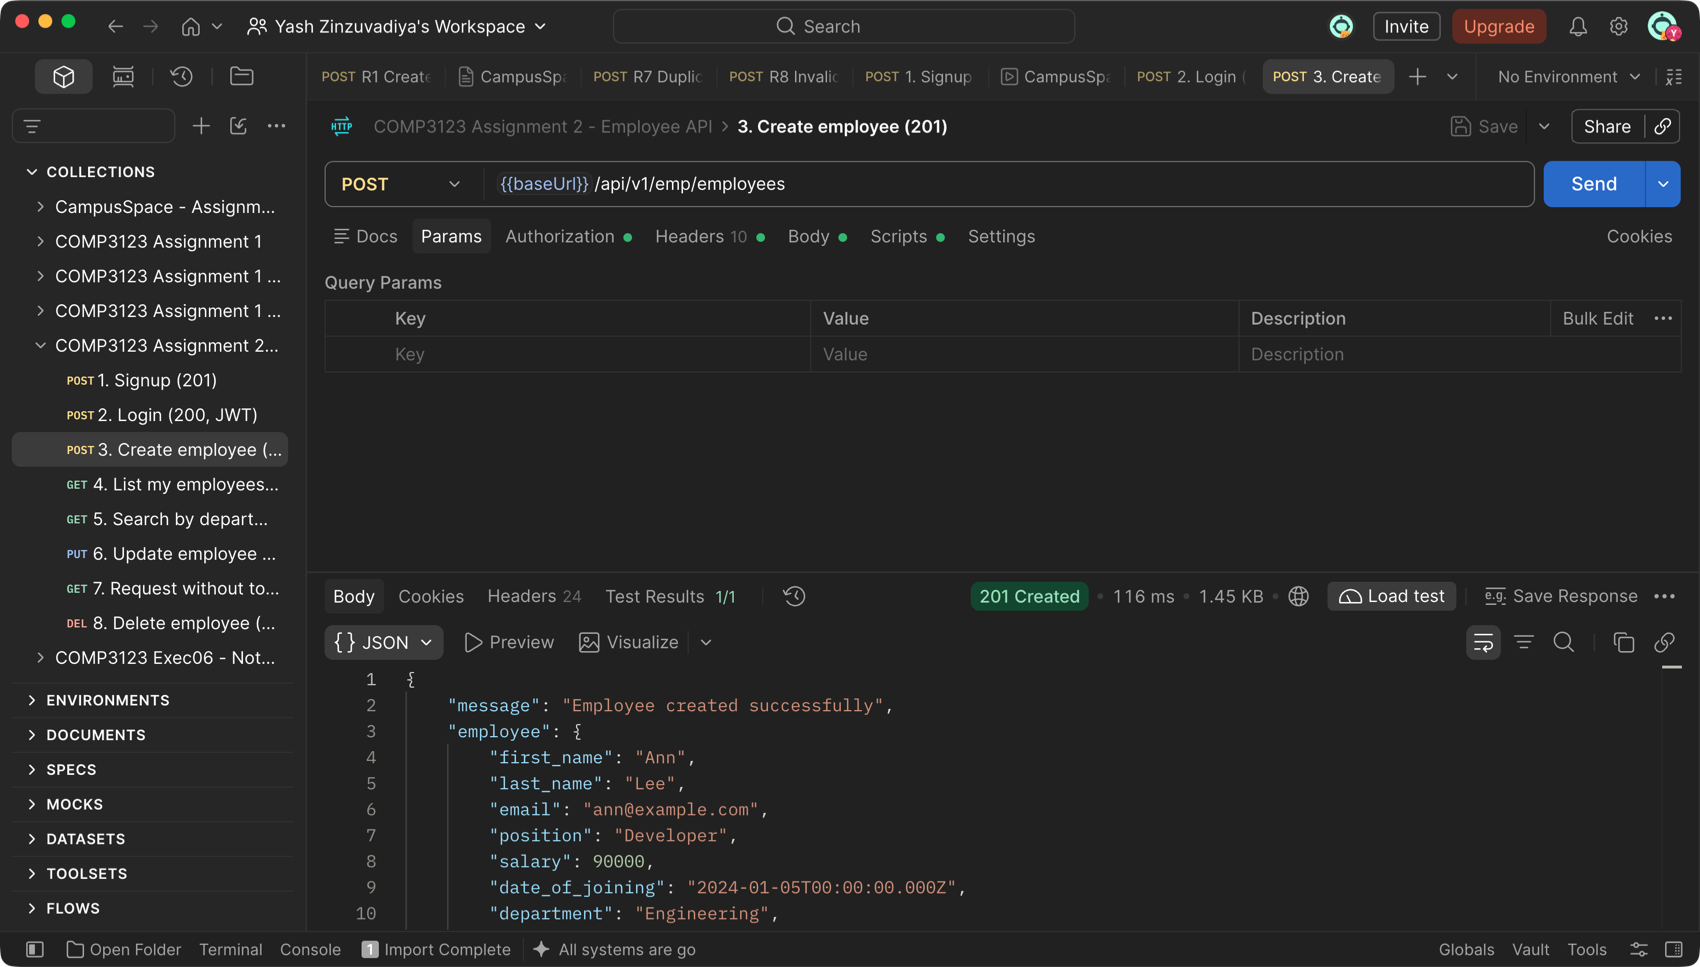 Yash Zinzuvadiya's Workspace
Search
Invite
Upgrade
Y
POST R1 Create
CampusSpa
POST R7 Duplic
POST R8 Invalid
POST 1. Signup
CampusSpa
POST 2. Login (
POST 3. Create
No Environment
HTTP
COMP3123 Assignment 2 - Employee API > 3. Create employee (201)
Save
Share
COLLECTIONS
CampusSpace - Assignm...
COMP3123 Assignment 1
COMP3123 Assignment 1 ...
COMP3123 Assignment 1 ...
COMP3123 Assignment 2...
POST 1. Signup (201)
POST 2. Login (200, JWT)
POST 3. Create employee (...
GET 4. List my employees...
GET 5. Search by depart...
PUT 6. Update employee ...
GET 7. Request without to...
DEL 8. Delete employee (...
COMP3123 Exec06 - Not...
ENVIRONMENTS
DOCUMENTS
SPECS
MOCKS
DATASETS
TOOLSETS
FLOWS
POST
{{baseUrl}} /api/v1/emp/employees
Send
Docs
Params
Authorization
Headers 10
Body
Scripts
Settings
Cookies
Query Params
Key Value Description Bulk Edit
Key Value Description
Body
Cookies
Headers 24
Test Results 1/1
201 Created • 116 ms • 1.45 KB
Load test
e.g. Save Response
{} JSON
Preview
Visualize
1 {
2 "message": "Employee created successfully",
3 "employee": {
4 "first_name": "Ann",
5 "last_name": "Lee",
6 "email": "ann@example.com",
7 "position": "Developer",
8 "salary": 90000,
9 "date_of_joining": "2024-01-05T00:00:00.000Z",
10 "department": "Engineering",
Open Folder
Terminal
Console
1 Import Complete
All systems are go
Globals
Vault
Tools